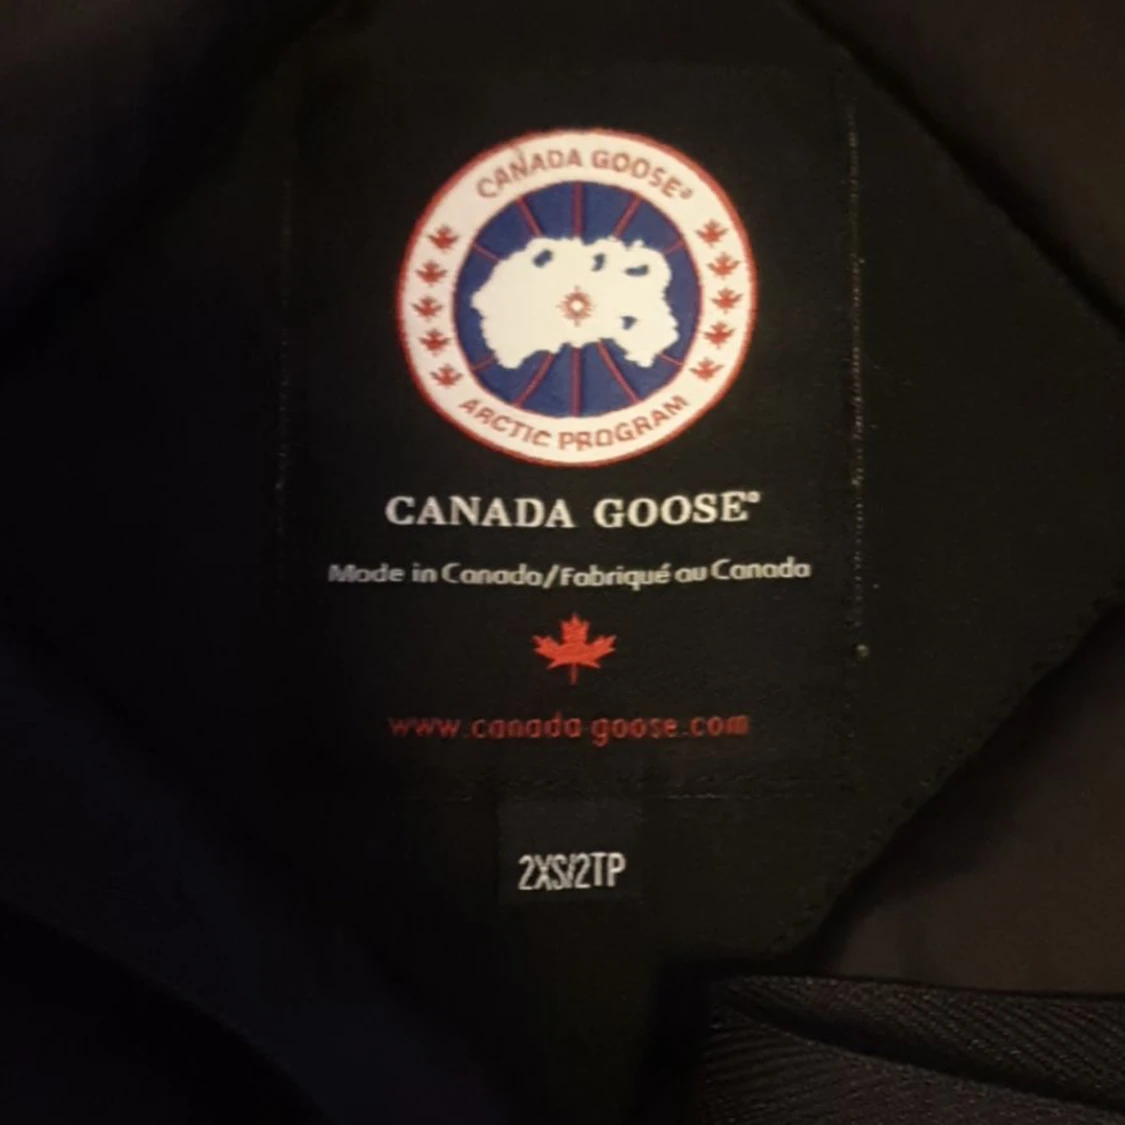 CANADA GOOSE®
ARCTIC PROGRAM
CANADA GOOSE®
Made in Canada/Fabriqué au Canada
www.canada-goose.com
2XS/2TP